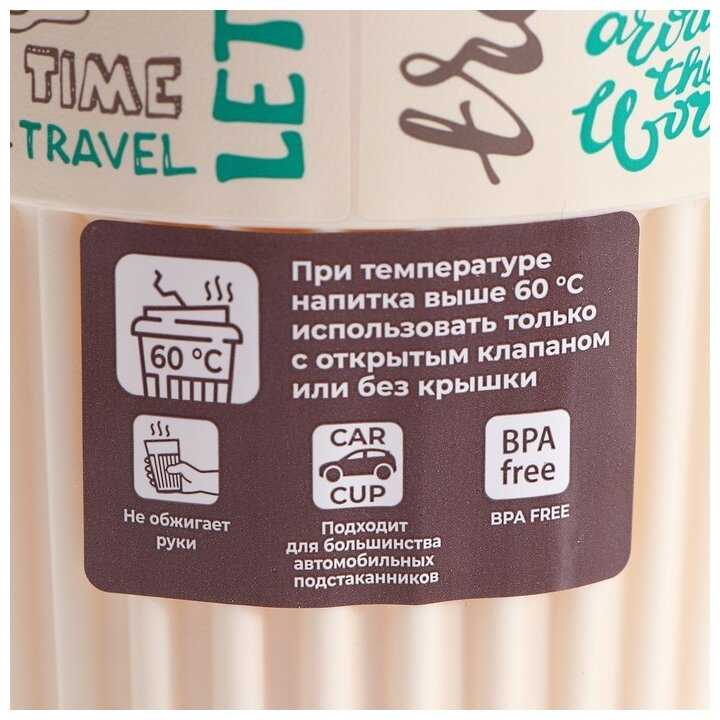 TIME
TRAVEL
LET
around
the
При температуре
напитка выше 60 °C
использовать только
с открытым клапаном
или без крышки
60 °C
Не обжигает
руки
CAR
CUP
Подходит
для большинства
автомобильных
подстаканников
BPA
free
BPA FREE